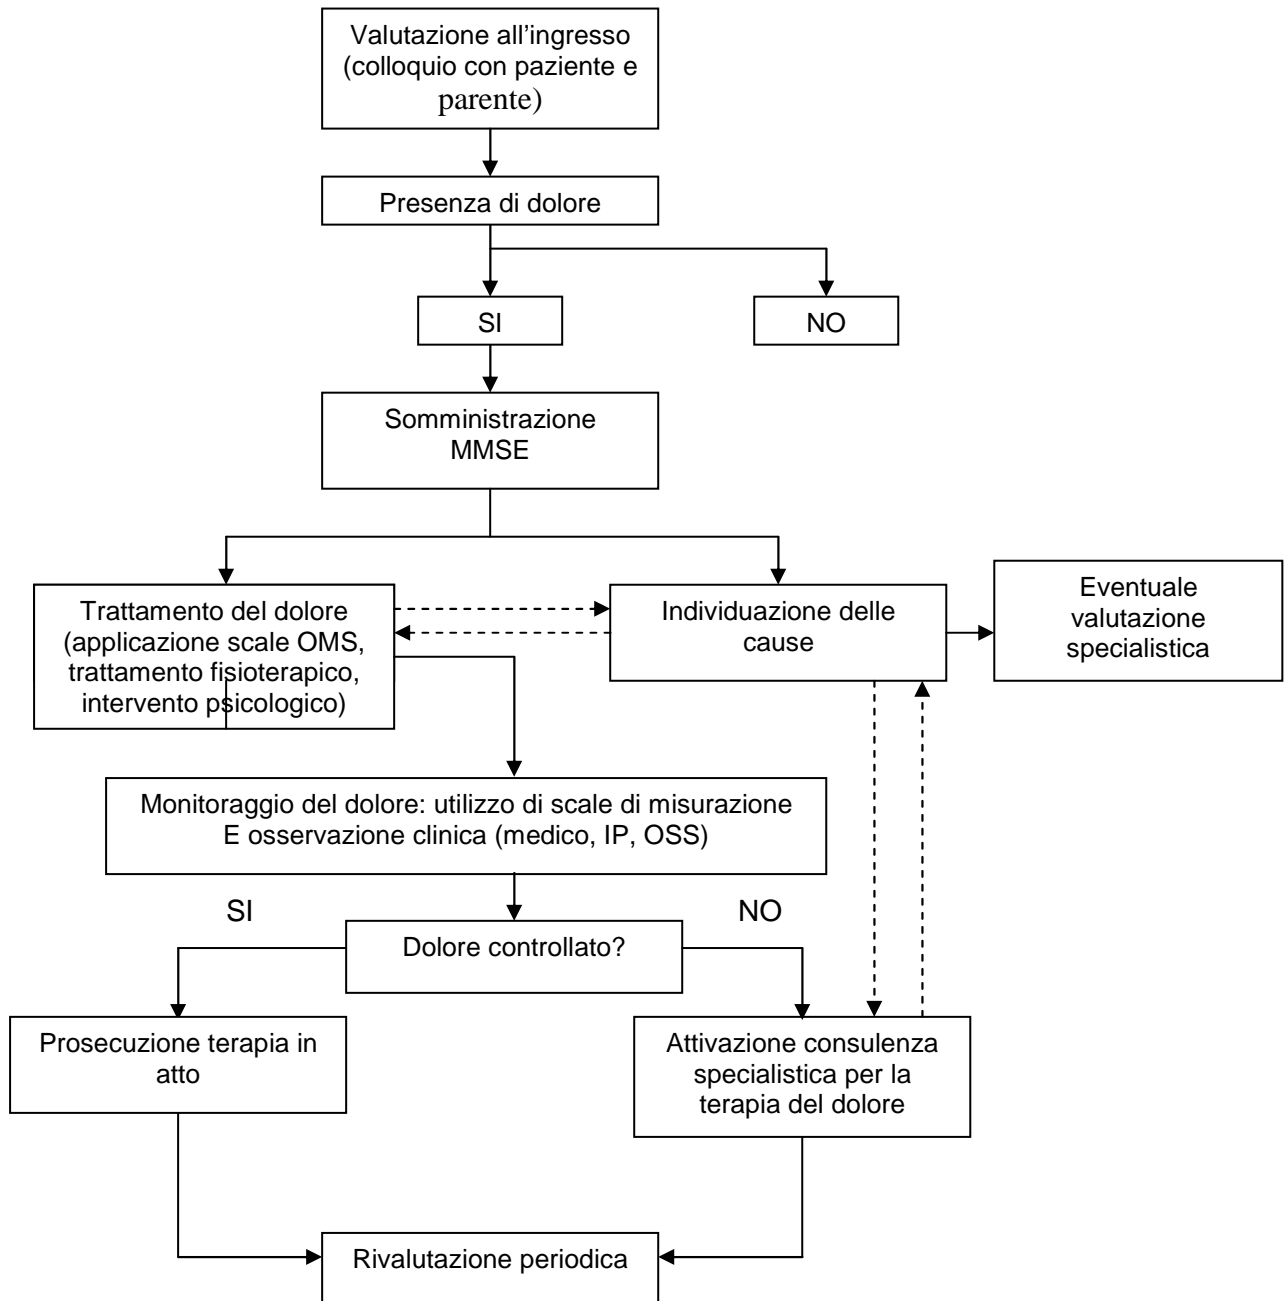 Valutazione all'ingresso
(colloquio con paziente e
parente)
Presenza di dolore
SI
NO
Somministrazione
MMSE
Trattamento del dolore
(applicazione scale OMS,
trattamento fisioterapico,
intervento psicologico)
Individuazione delle
cause
Eventuale
valutazione
specialistica
Monitoraggio del dolore: utilizzo di scale di misurazione
E osservazione clinica (medico, IP, OSS)
SI
NO
Dolore controllato?
Prosecuzione terapia in
atto
Attivazione consulenza
specialistica per la
terapia del dolore
Rivalutazione periodica